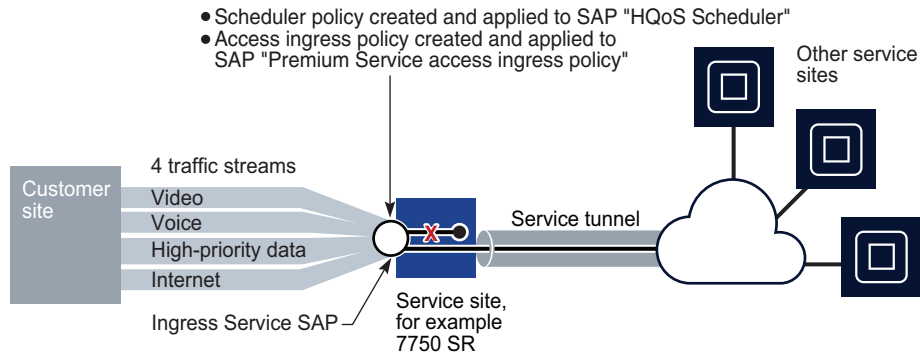 • Scheduler policy created and applied to SAP "HQoS Scheduler"
• Access ingress policy created and applied to
SAP "Premium Service access ingress policy"
Other service
sites
4 traffic streams
Customer
site
Video
Voice
High-priority data
Internet
X
Service tunnel
Ingress Service SAP
Service site,
for example
7750 SR